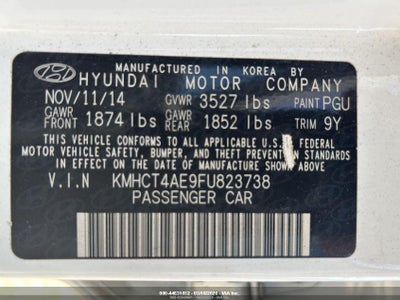 MANUFACTURED IN KOREA BY
HYUNDAI MOTOR COMPANY
NOV/11/14 GVWR 3527 lbs PAINT PGU
GAWR FRONT 1874 lbs GAWR REAR 1852 lbs TRIM 9Y
THIS VEHICLE CONFORMS TO ALL APPLICABLE U.S. FEDERAL
MOTOR VEHICLE SAFETY, BUMPER, AND THEFT PREVENTION
STANDARDS IN EFFECT ON THE DATE OF MANUFACTURE
SHOWN ABOVE.
V.I.N KMHCT4AE9FU823738
PASSENGER CAR